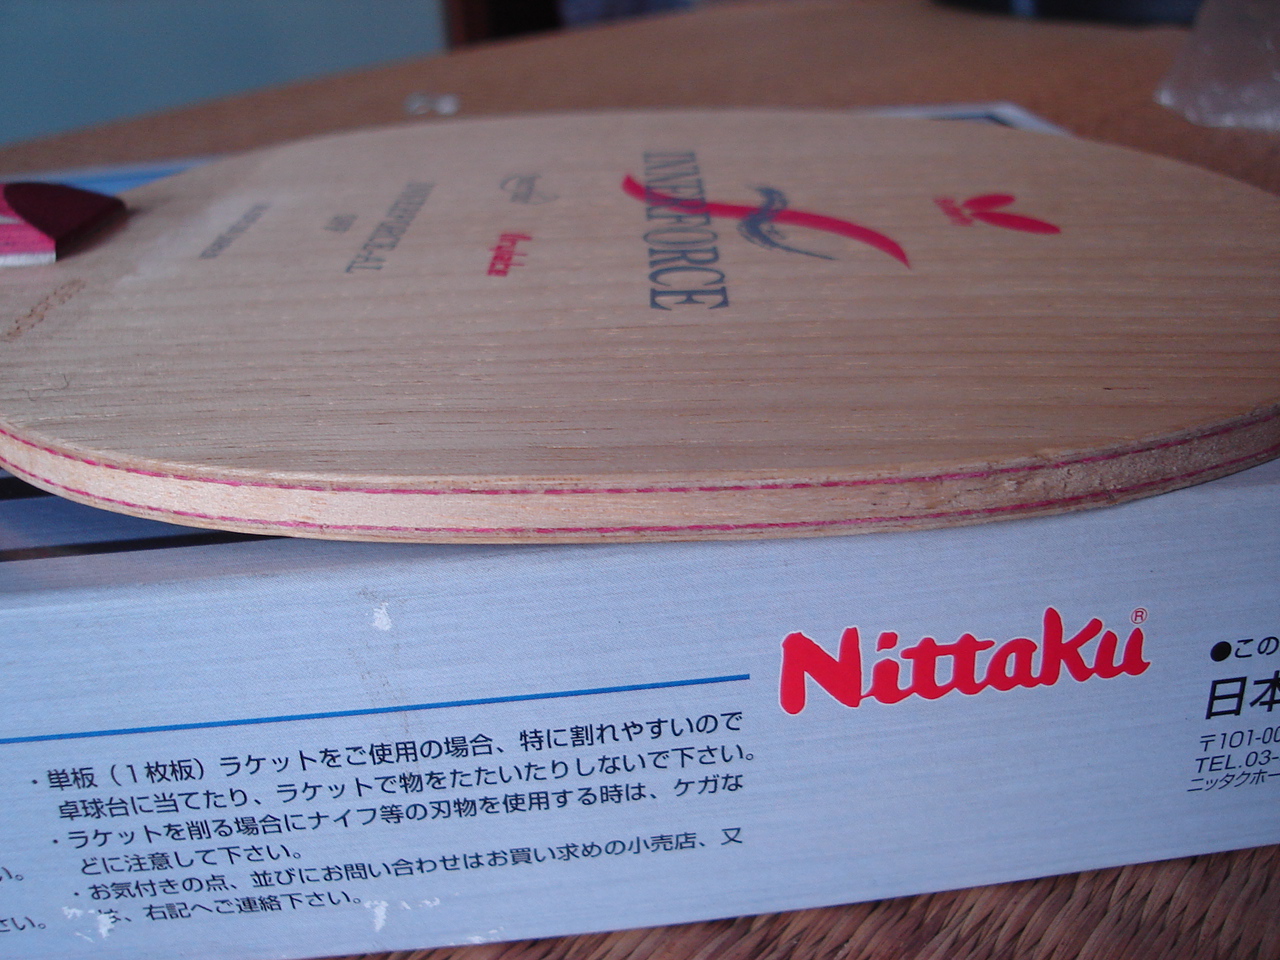 INNERFORCE
Arylate
Nittaku®
・単板（１枚板）ラケットをご使用の場合、特に割れやすいので
卓球台に当てたり、ラケットで物をたたいたりしないで下さい。
・ラケットを削る場合にナイフ等の刃物を使用する時は、ケガな
どに注意して下さい。
・お気付きの点、並びにお問い合わせはお買い求めの小売店、又
は、右記へご連絡下さい。
い。
さい。
●この
日本
〒101-00
TEL.03-
ニッタクホー